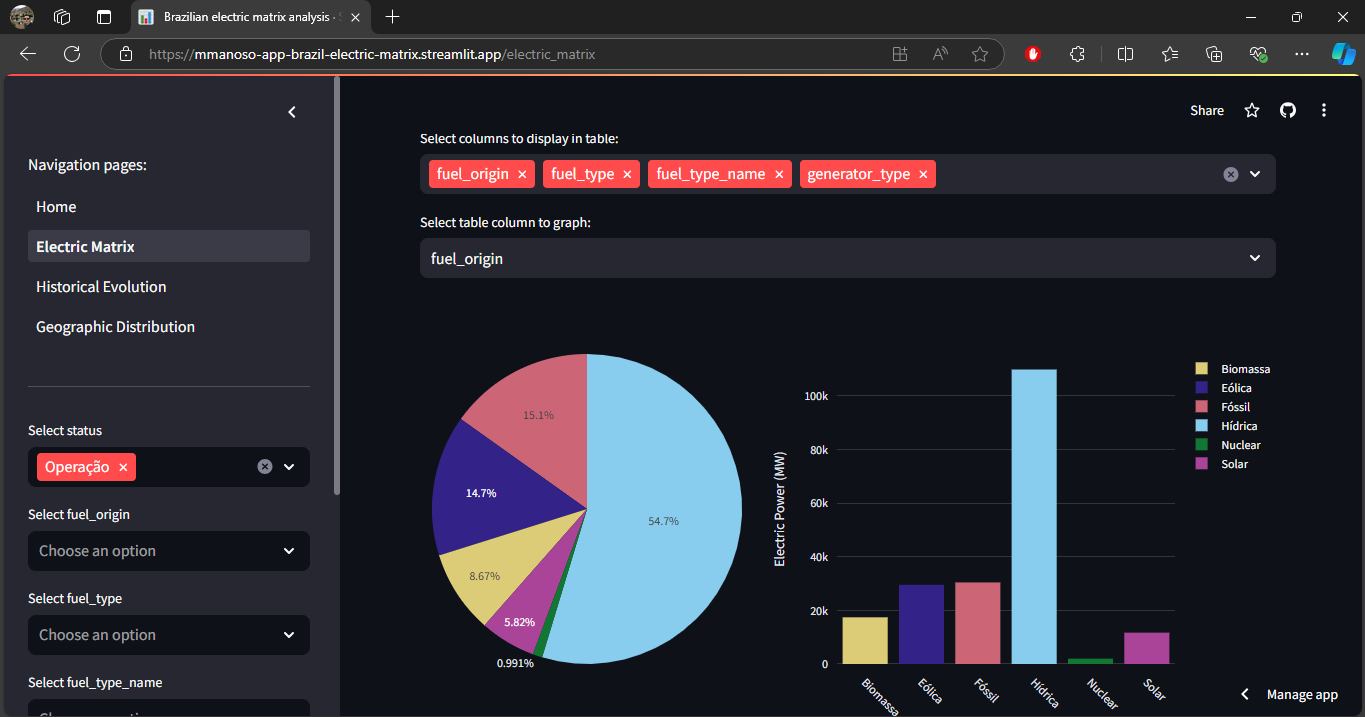 Brazilian electric matrix analysis ·
https://mmanoso-app-brazil-electric-matrix.streamlit.app/electric_matrix
Share
Navigation pages:
Home
Electric Matrix
Historical Evolution
Geographic Distribution
Select status
Operação
Select fuel_origin
Choose an option
Select fuel_type
Choose an option
Select fuel_type_name
Select columns to display in table:
fuel_origin
fuel_type
fuel_type_name
generator_type
Select table column to graph:
fuel_origin
15.1%
14.7%
54.7%
8.67%
5.82%
0.991%
Electric Power (MW)
100k
80k
60k
40k
20k
0
Biomassa
Eólica
Fóssil
Hídrica
Nuclear
Solar
Biomassa
Eólica
Fóssil
Hídrica
Nuclear
Solar
Manage app